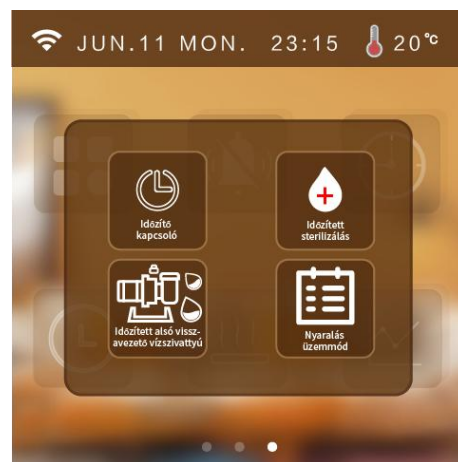 JUN.11 MON. 23:15 20°C
Időzítő
kapcsoló
Időzített
sterilizálás
Időzített alsó vissz-
avezető vízszivattyú
Nyaralás
üzemmód